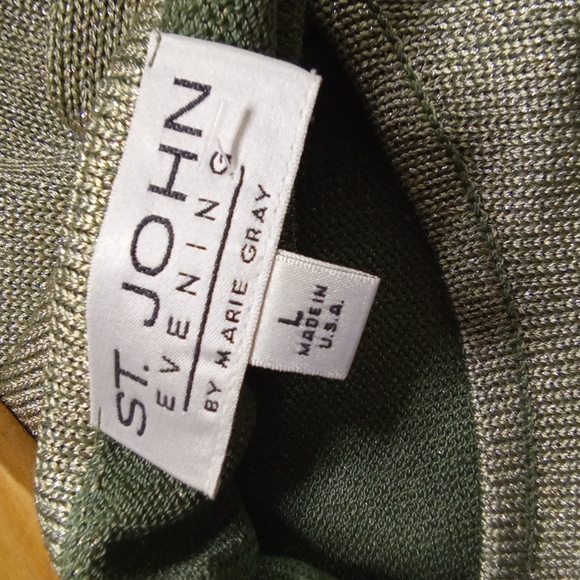 ST. JOHN
EVENING
BY MARIE GRAY
L
MADE IN
U.S.A.